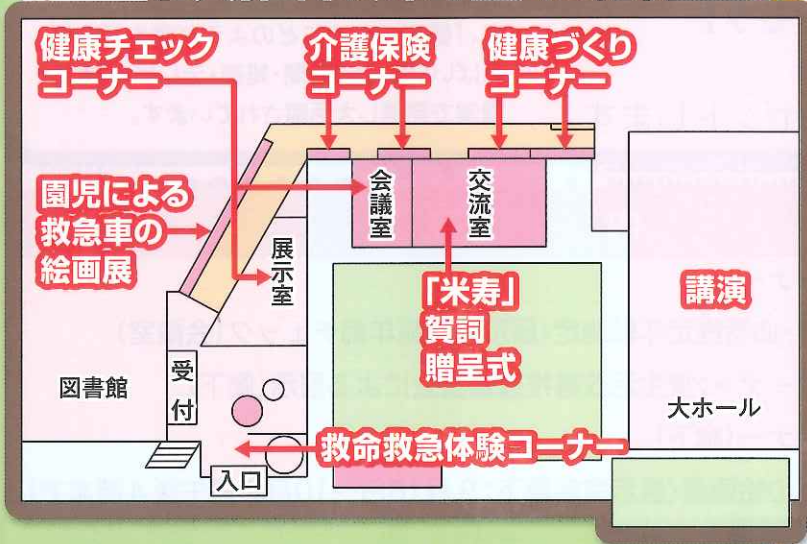 健康チェック
コーナー
介護保険
コーナー
健康づくり
コーナー
園児による
救急車の
絵画展
会議室
交流室
展示室
「米寿」
賀詞
贈呈式
講演
図書館
受付
大ホール
救命救急体験コーナー
入口